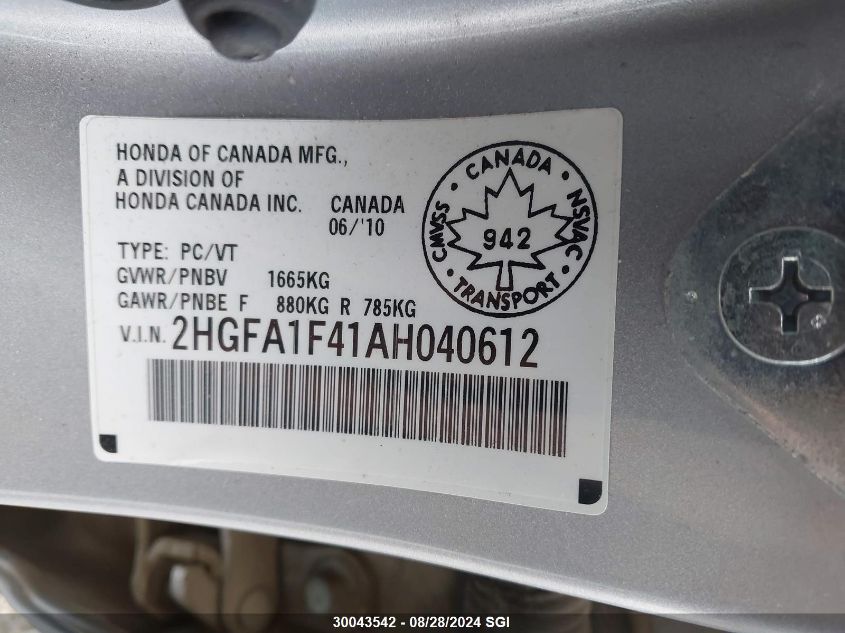 HONDA OF CANADA MFG.,
A DIVISION OF
HONDA CANADA INC. CANADA
06/'10
TYPE: PC/VT
GVWR/PNBV 1665KG
GAWR/PNBE F 880KG R 785KG
V.I.N. 2HGFA1F41AH040612
CMVSS · CANADA · NSVAC · TRANSPORT ·
942
30043542 - 08/28/2024 SGI